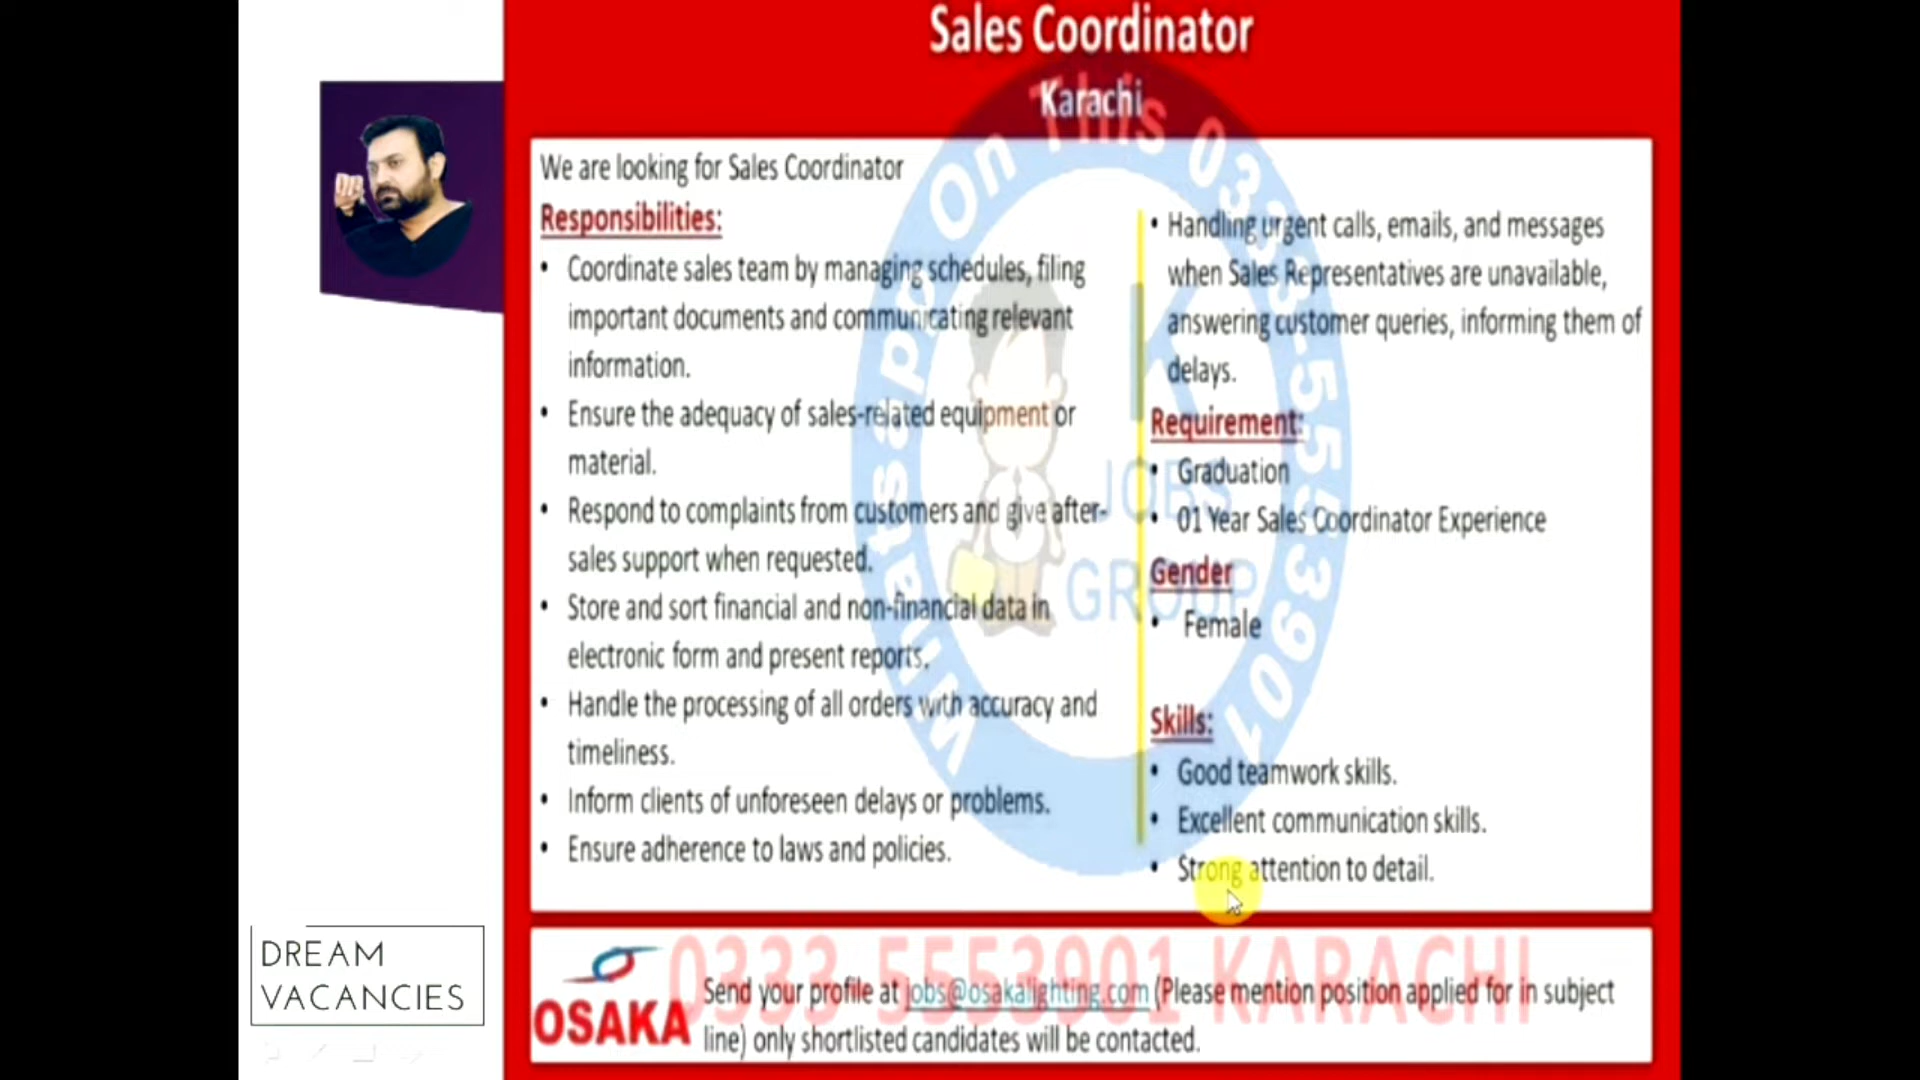 Sales Coordinator
Karachi
We are looking for Sales Coordinator
Responsibilities:
• Coordinate sales team by managing schedules, filing
important documents and communicating relevant
information.
• Ensure the adequacy of sales-related equipment or
material.
• Respond to complaints from customers and give after-
sales support when requested.
• Store and sort financial and non-financial data in
electronic form and present reports.
• Handle the processing of all orders with accuracy and
timeliness.
• Inform clients of unforeseen delays or problems.
• Ensure adherence to laws and policies.
• Handling urgent calls, emails, and messages
when Sales Representatives are unavailable,
answering customer queries, informing them of
delays.
Requirement:
• Graduation
• 01 Year Sales Coordinator Experience
Gender
• Female
Skills:
• Good teamwork skills.
• Excellent communication skills.
• Strong attention to detail.
Whatsapp On This 0333-5553901
K
JOBS
GROUP
DREAM
VACANCIES
OSAKA
Send your profile at jobs@osakalighting.com (Please mention position applied for in subject
line) only shortlisted candidates will be contacted.
0333 5553901 KARACHI